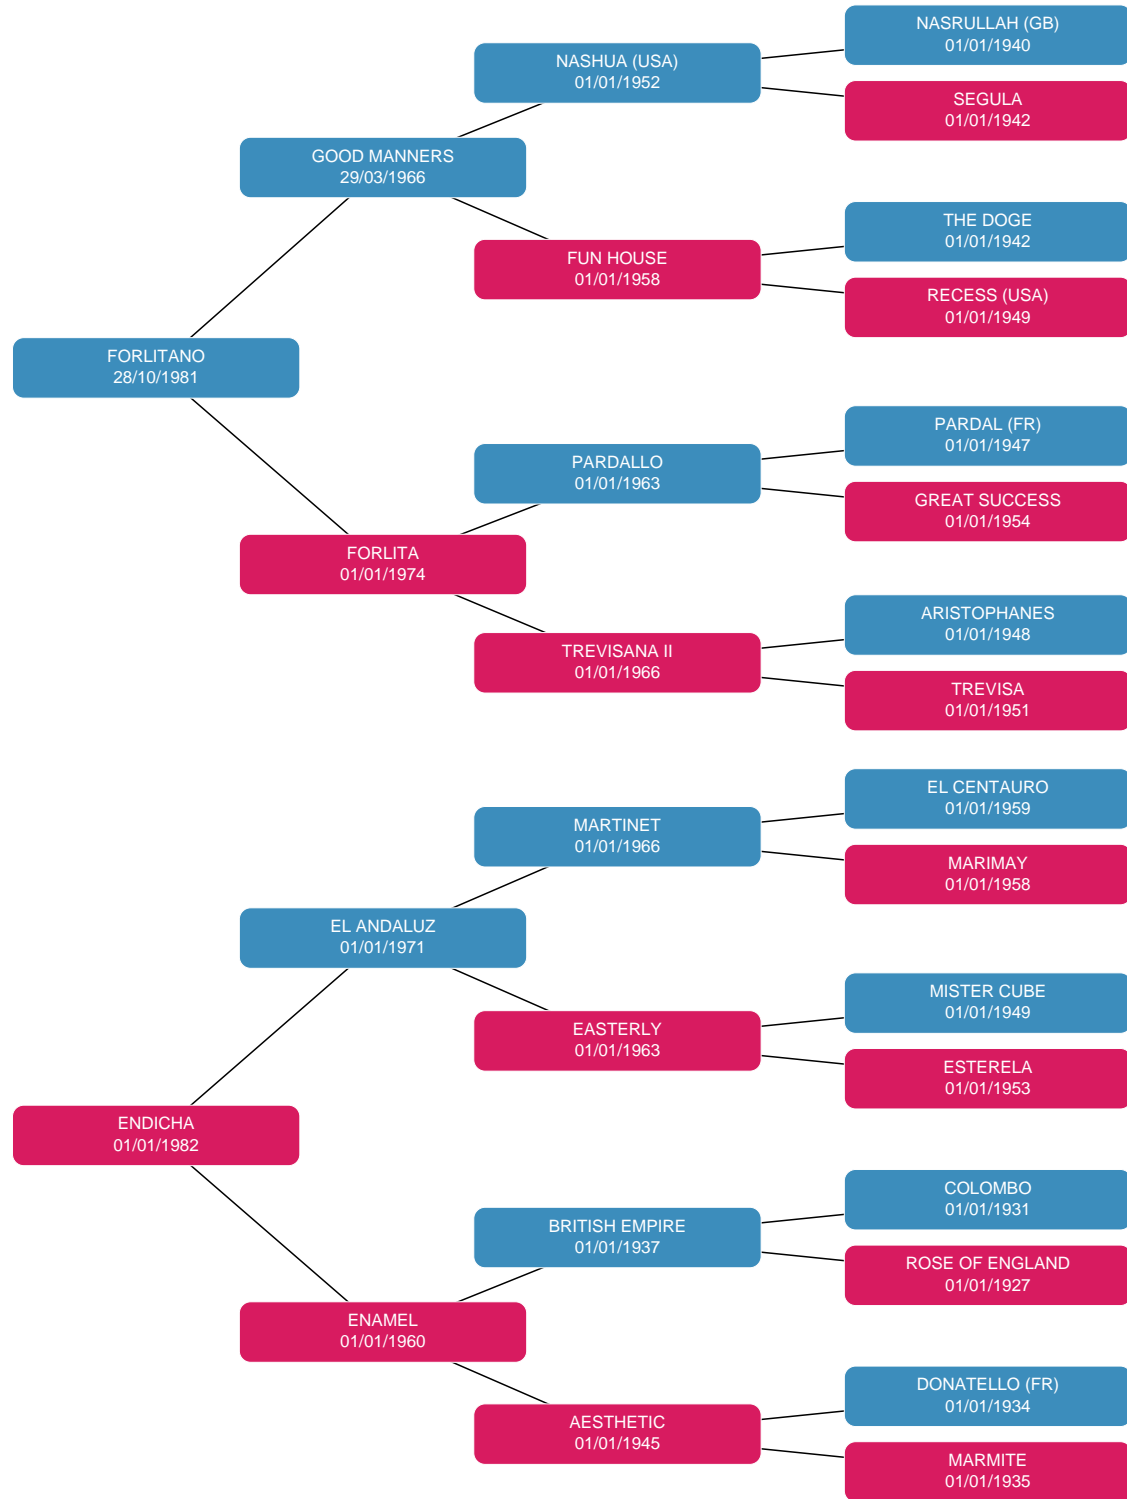 NASRULLAH (GB)
01/01/1940
NASHUA (USA)
01/01/1952
SEGULA
01/01/1942
GOOD MANNERS
29/03/1966
THE DOGE
01/01/1942
FUN HOUSE
01/01/1958
RECESS (USA)
01/01/1949
FORLITANO
28/10/1981
PARDAL (FR)
01/01/1947
PARDALLO
01/01/1963
GREAT SUCCESS
01/01/1954
FORLITA
01/01/1974
ARISTOPHANES
01/01/1948
TREVISANA II
01/01/1966
TREVISA
01/01/1951
EL CENTAURO
01/01/1959
MARTINET
01/01/1966
MARIMAY
01/01/1958
EL ANDALUZ
01/01/1971
MISTER CUBE
01/01/1949
EASTERLY
01/01/1963
ESTERELA
01/01/1953
ENDICHA
01/01/1982
COLOMBO
01/01/1931
BRITISH EMPIRE
01/01/1937
ROSE OF ENGLAND
01/01/1927
ENAMEL
01/01/1960
DONATELLO (FR)
01/01/1934
AESTHETIC
01/01/1945
MARMITE
01/01/1935